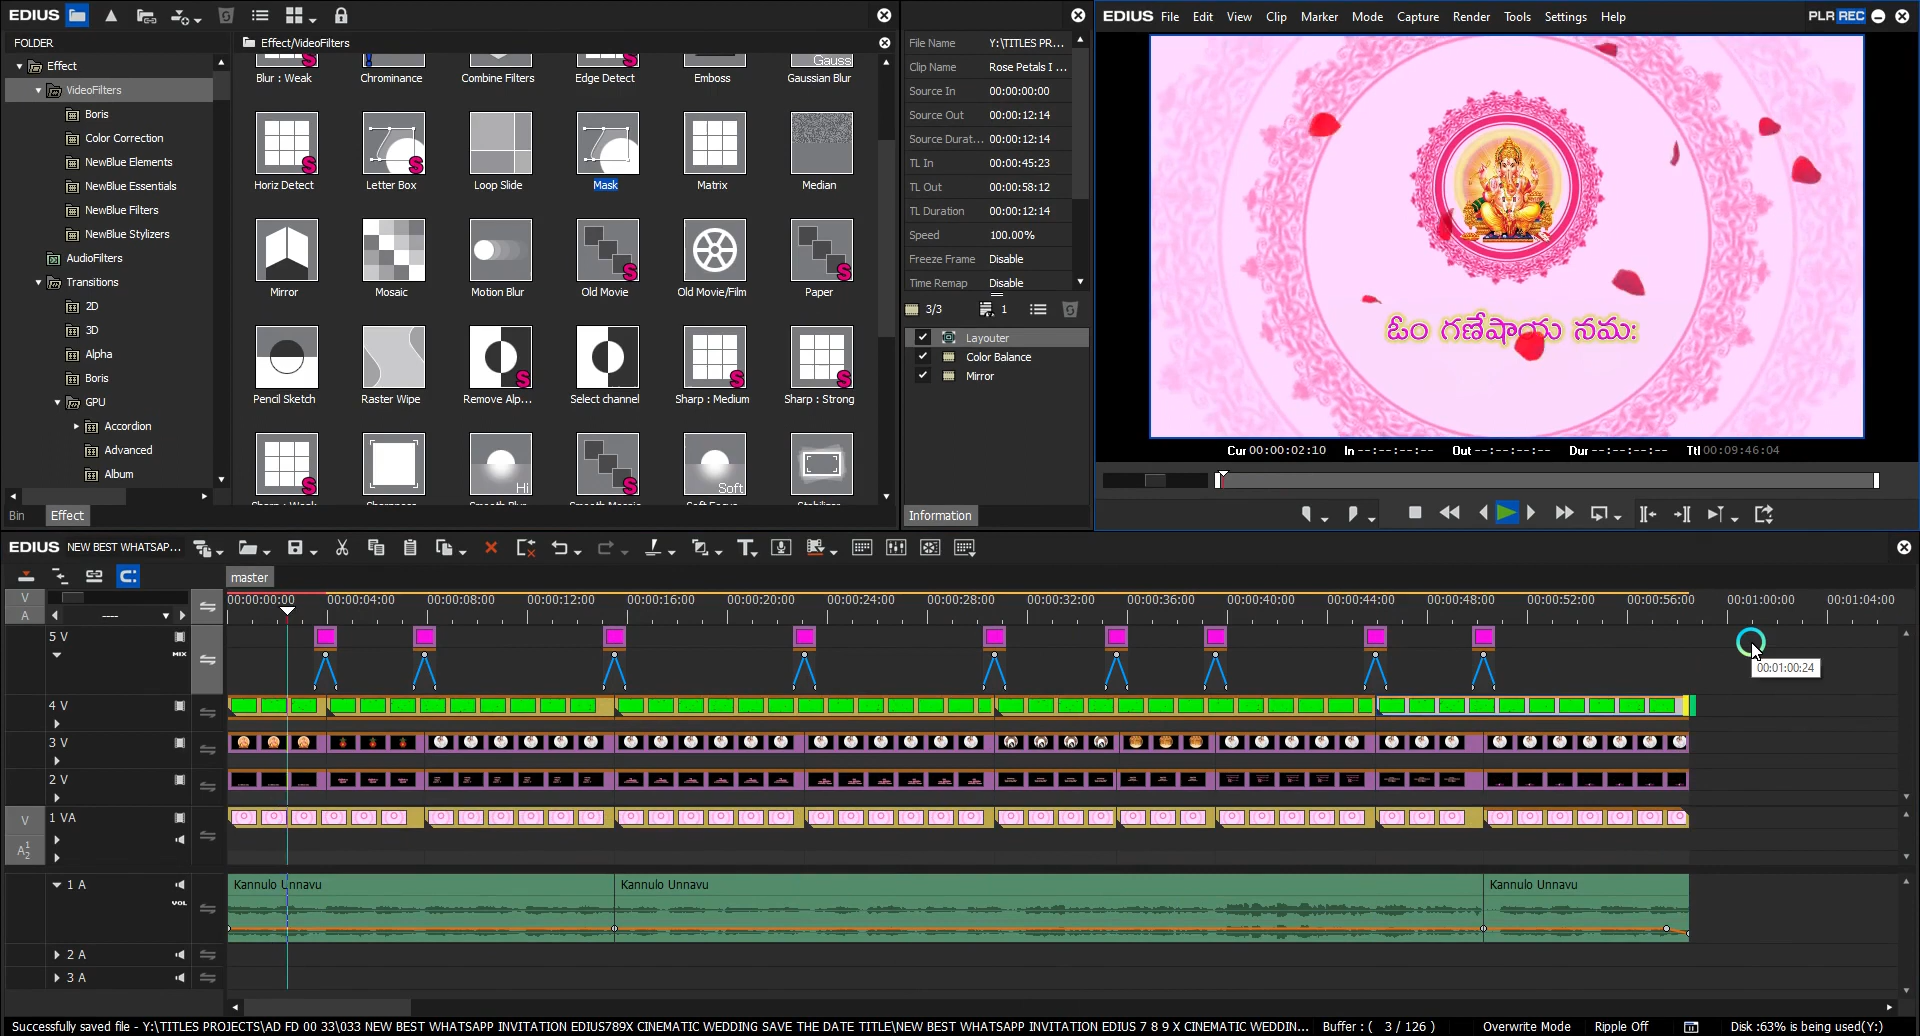 EDIUS
FOLDER
Effect
VideoFilters
Boris
Color Correction
NewBlue Elements
NewBlue Essentials
NewBlue Filters
NewBlue Stylizers
AudioFilters
Transitions
2D
3D
Alpha
Boris
GPU
Accordion
Advanced
Album
Bin Effect
Effect/VideoFilters
Gauss
Blur : Weak Chrominance Combine Filters Edge Detect Emboss Gaussian Blur
Horiz Detect Letter Box Loop Slide Mask Matrix Median
Mirror Mosaic Motion Blur Old Movie Old Movie/Film Paper
Pencil Sketch Raster Wipe Remove Alp... Select channel Sharp : Medium Sharp : Strong
Hi Soft
File Name Y:\TITLES PR...
Clip Name Rose Petals I ...
Source In 00:00:00:00
Source Out 00:00:12:14
Source Durat... 00:00:12:14
TL In 00:00:45:23
TL Out 00:00:58:12
TL Duration 00:00:12:14
Speed 100.00%
Freeze Frame Disable
Time Remap Disable
3/3 1
Layouter
Color Balance
Mirror
Information
EDIUS File Edit View Clip Marker Mode Capture Render Tools Settings Help PLR REC
ఓం గణేషాయ నమ:
Cur 00:00:02:10 In --:--:--:-- Out --:--:--:-- Dur --:--:--:-- Ttl 00:09:46:04
EDIUS NEW BEST WHATSAP...
master
00:00:00:00 00:00:04:00 00:00:08:00 00:00:12:00 00:00:16:00 00:00:20:00 00:00:24:00 00:00:28:00 00:00:32:00 00:00:36:00 00:00:40:00 00:00:44:00 00:00:48:00 00:00:52:00 00:00:56:00 00:01:00:00 00:01:04:00
V
A
----
5 V
MIX
00:01:00:24
4 V
3 V
2 V
V 1 VA
A 1 2
1 A Kannulo Unnavu Kannulo Unnavu Kannulo Unnavu
VOL
2 A
3 A
Successfully saved file - Y:\TITLES PROJECTS\AD FD 00 33\033 NEW BEST WHATSAPP INVITATION EDIUS789X CINEMATIC WEDDING SAVE THE DATE TITLE\NEW BEST WHATSAPP INVITATION EDIUS 7 8 9 X CINEMATIC WEDDIN... Buffer : ( 3 / 126 ) Overwrite Mode Ripple Off Disk :63% is being used(Y:)